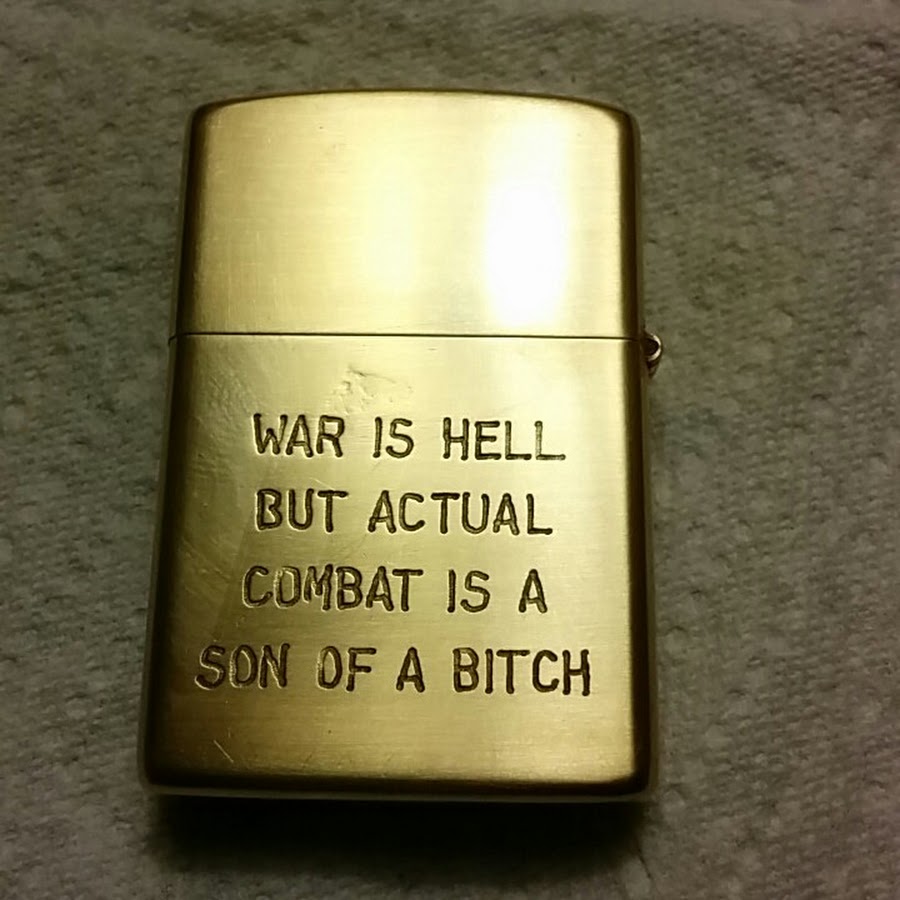 WAR IS HELL
BUT ACTUAL
COMBAT IS A
SON OF A BITCH